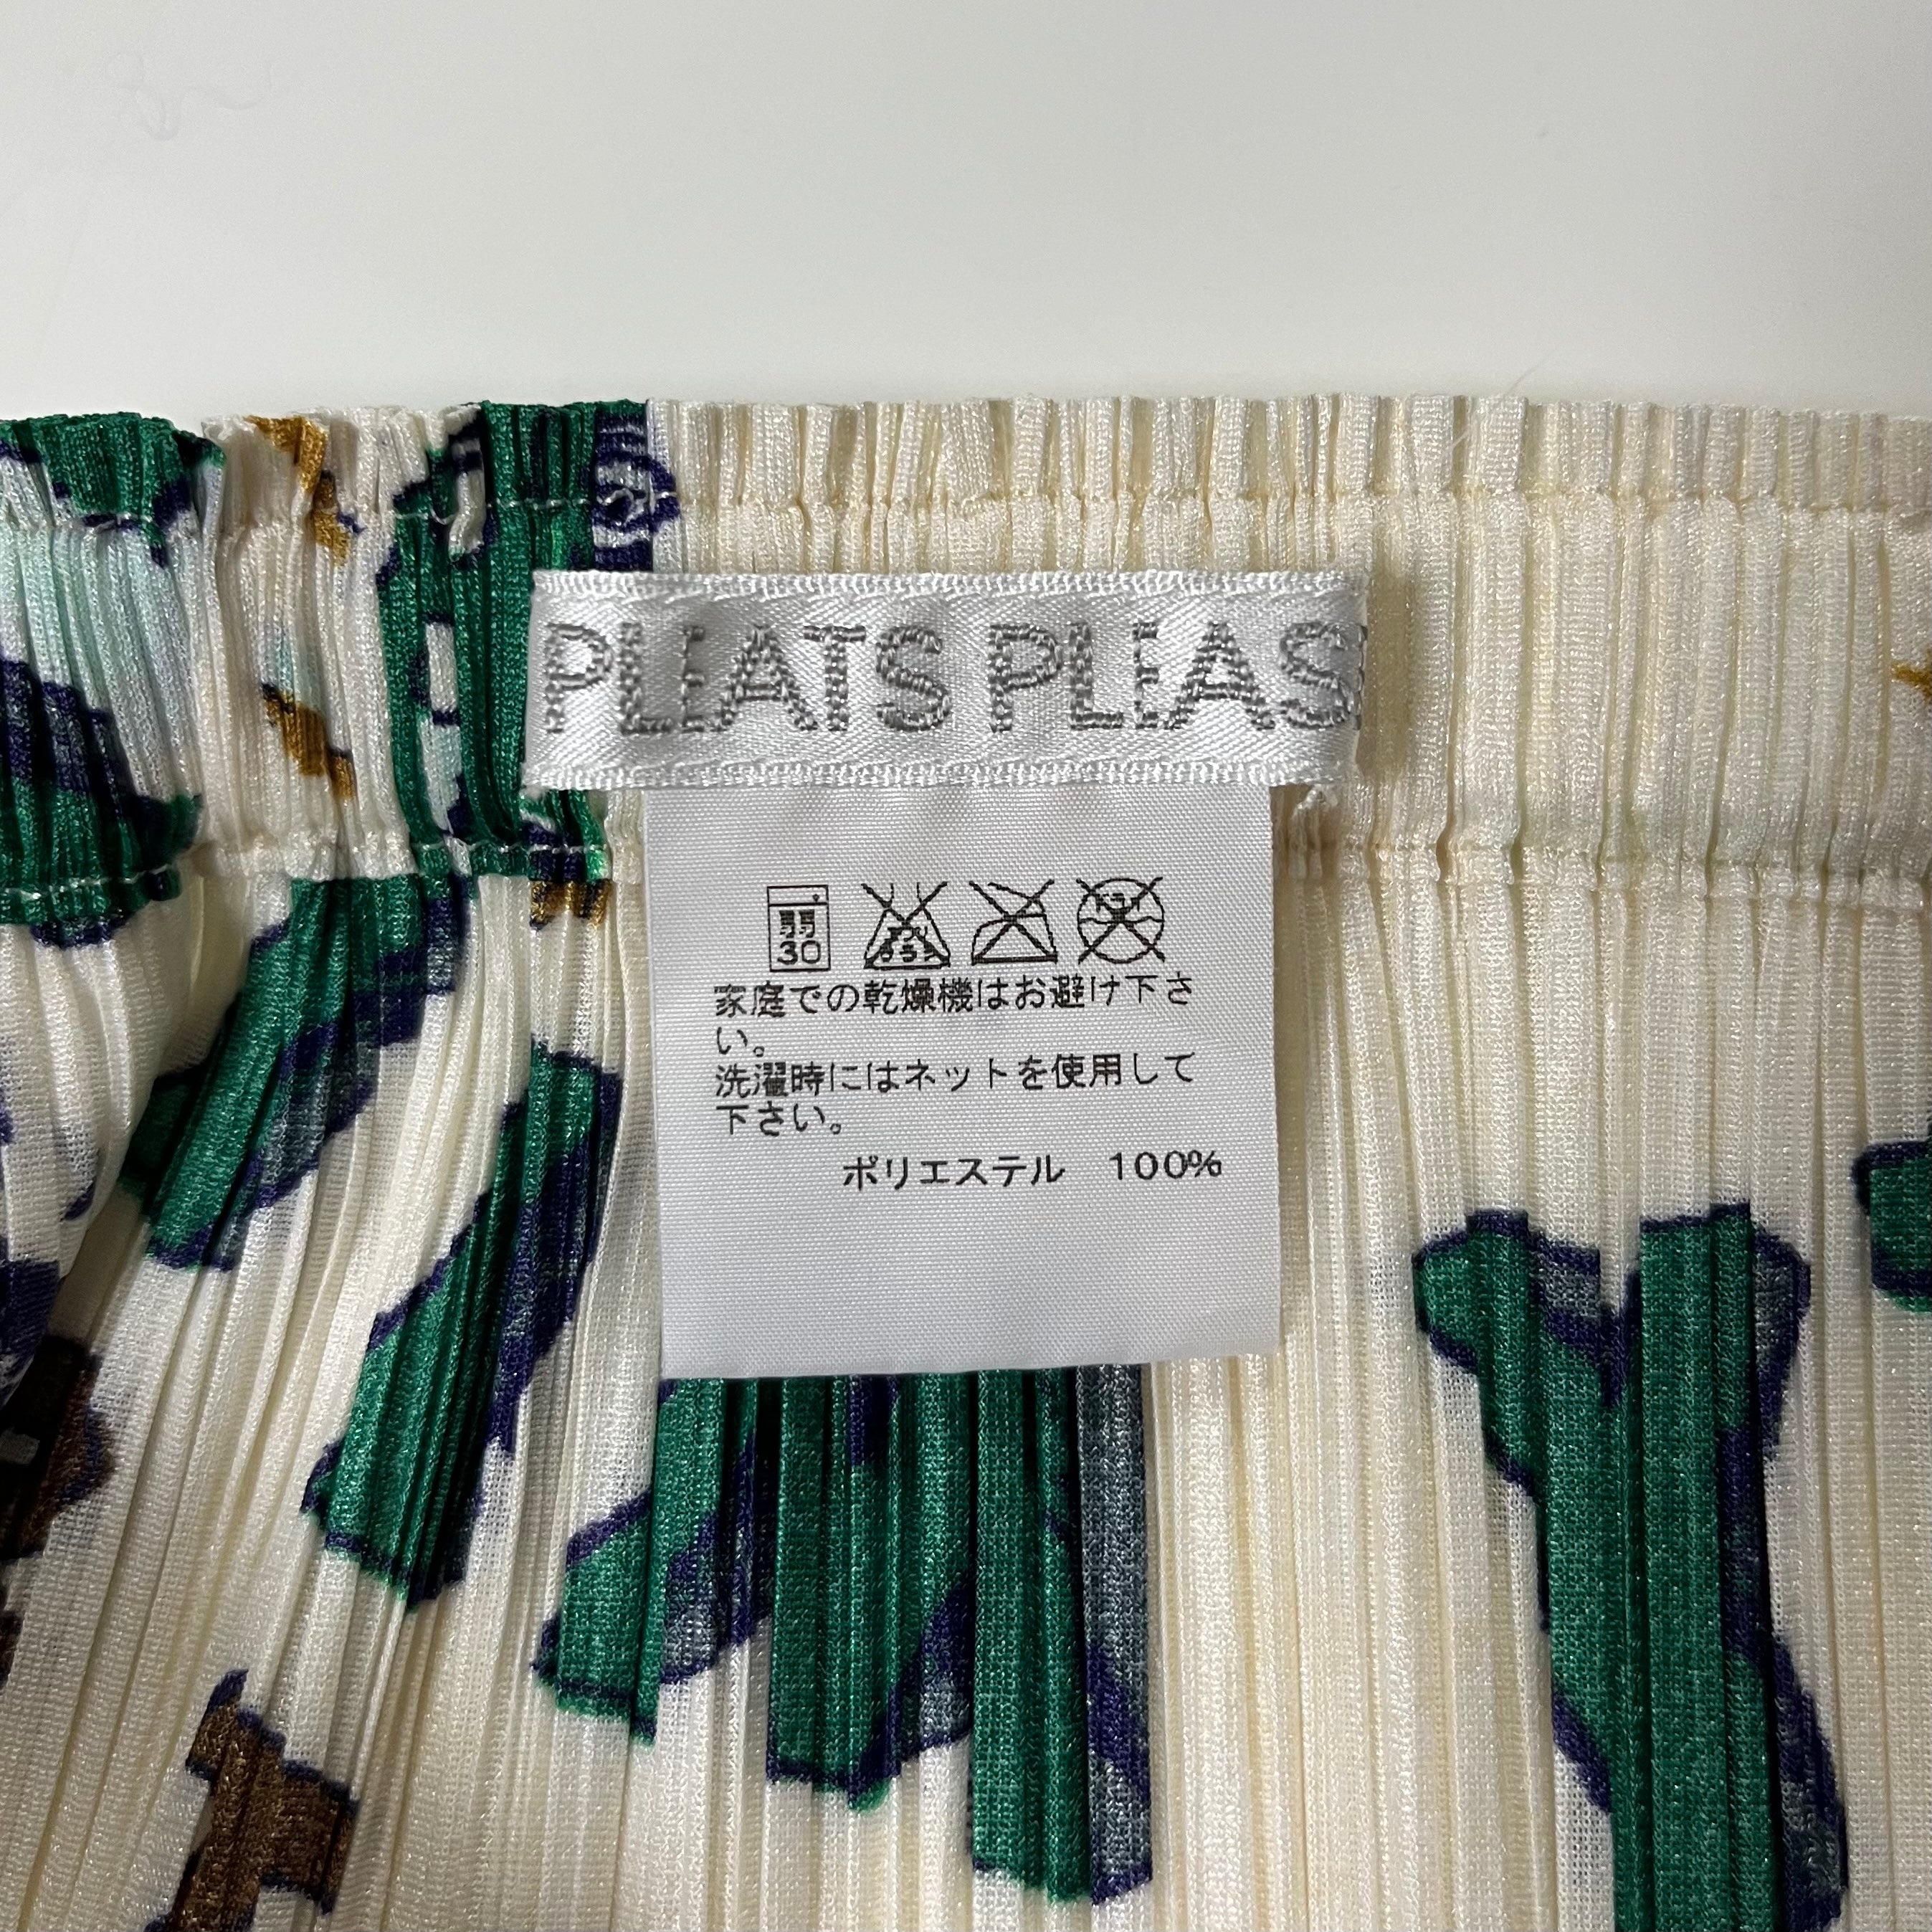 PLEATS PLEAS
弱
30
家庭での乾燥機はお避け下さ
い。
洗濯時にはネットを使用して
下さい。
ポリエステル 100%